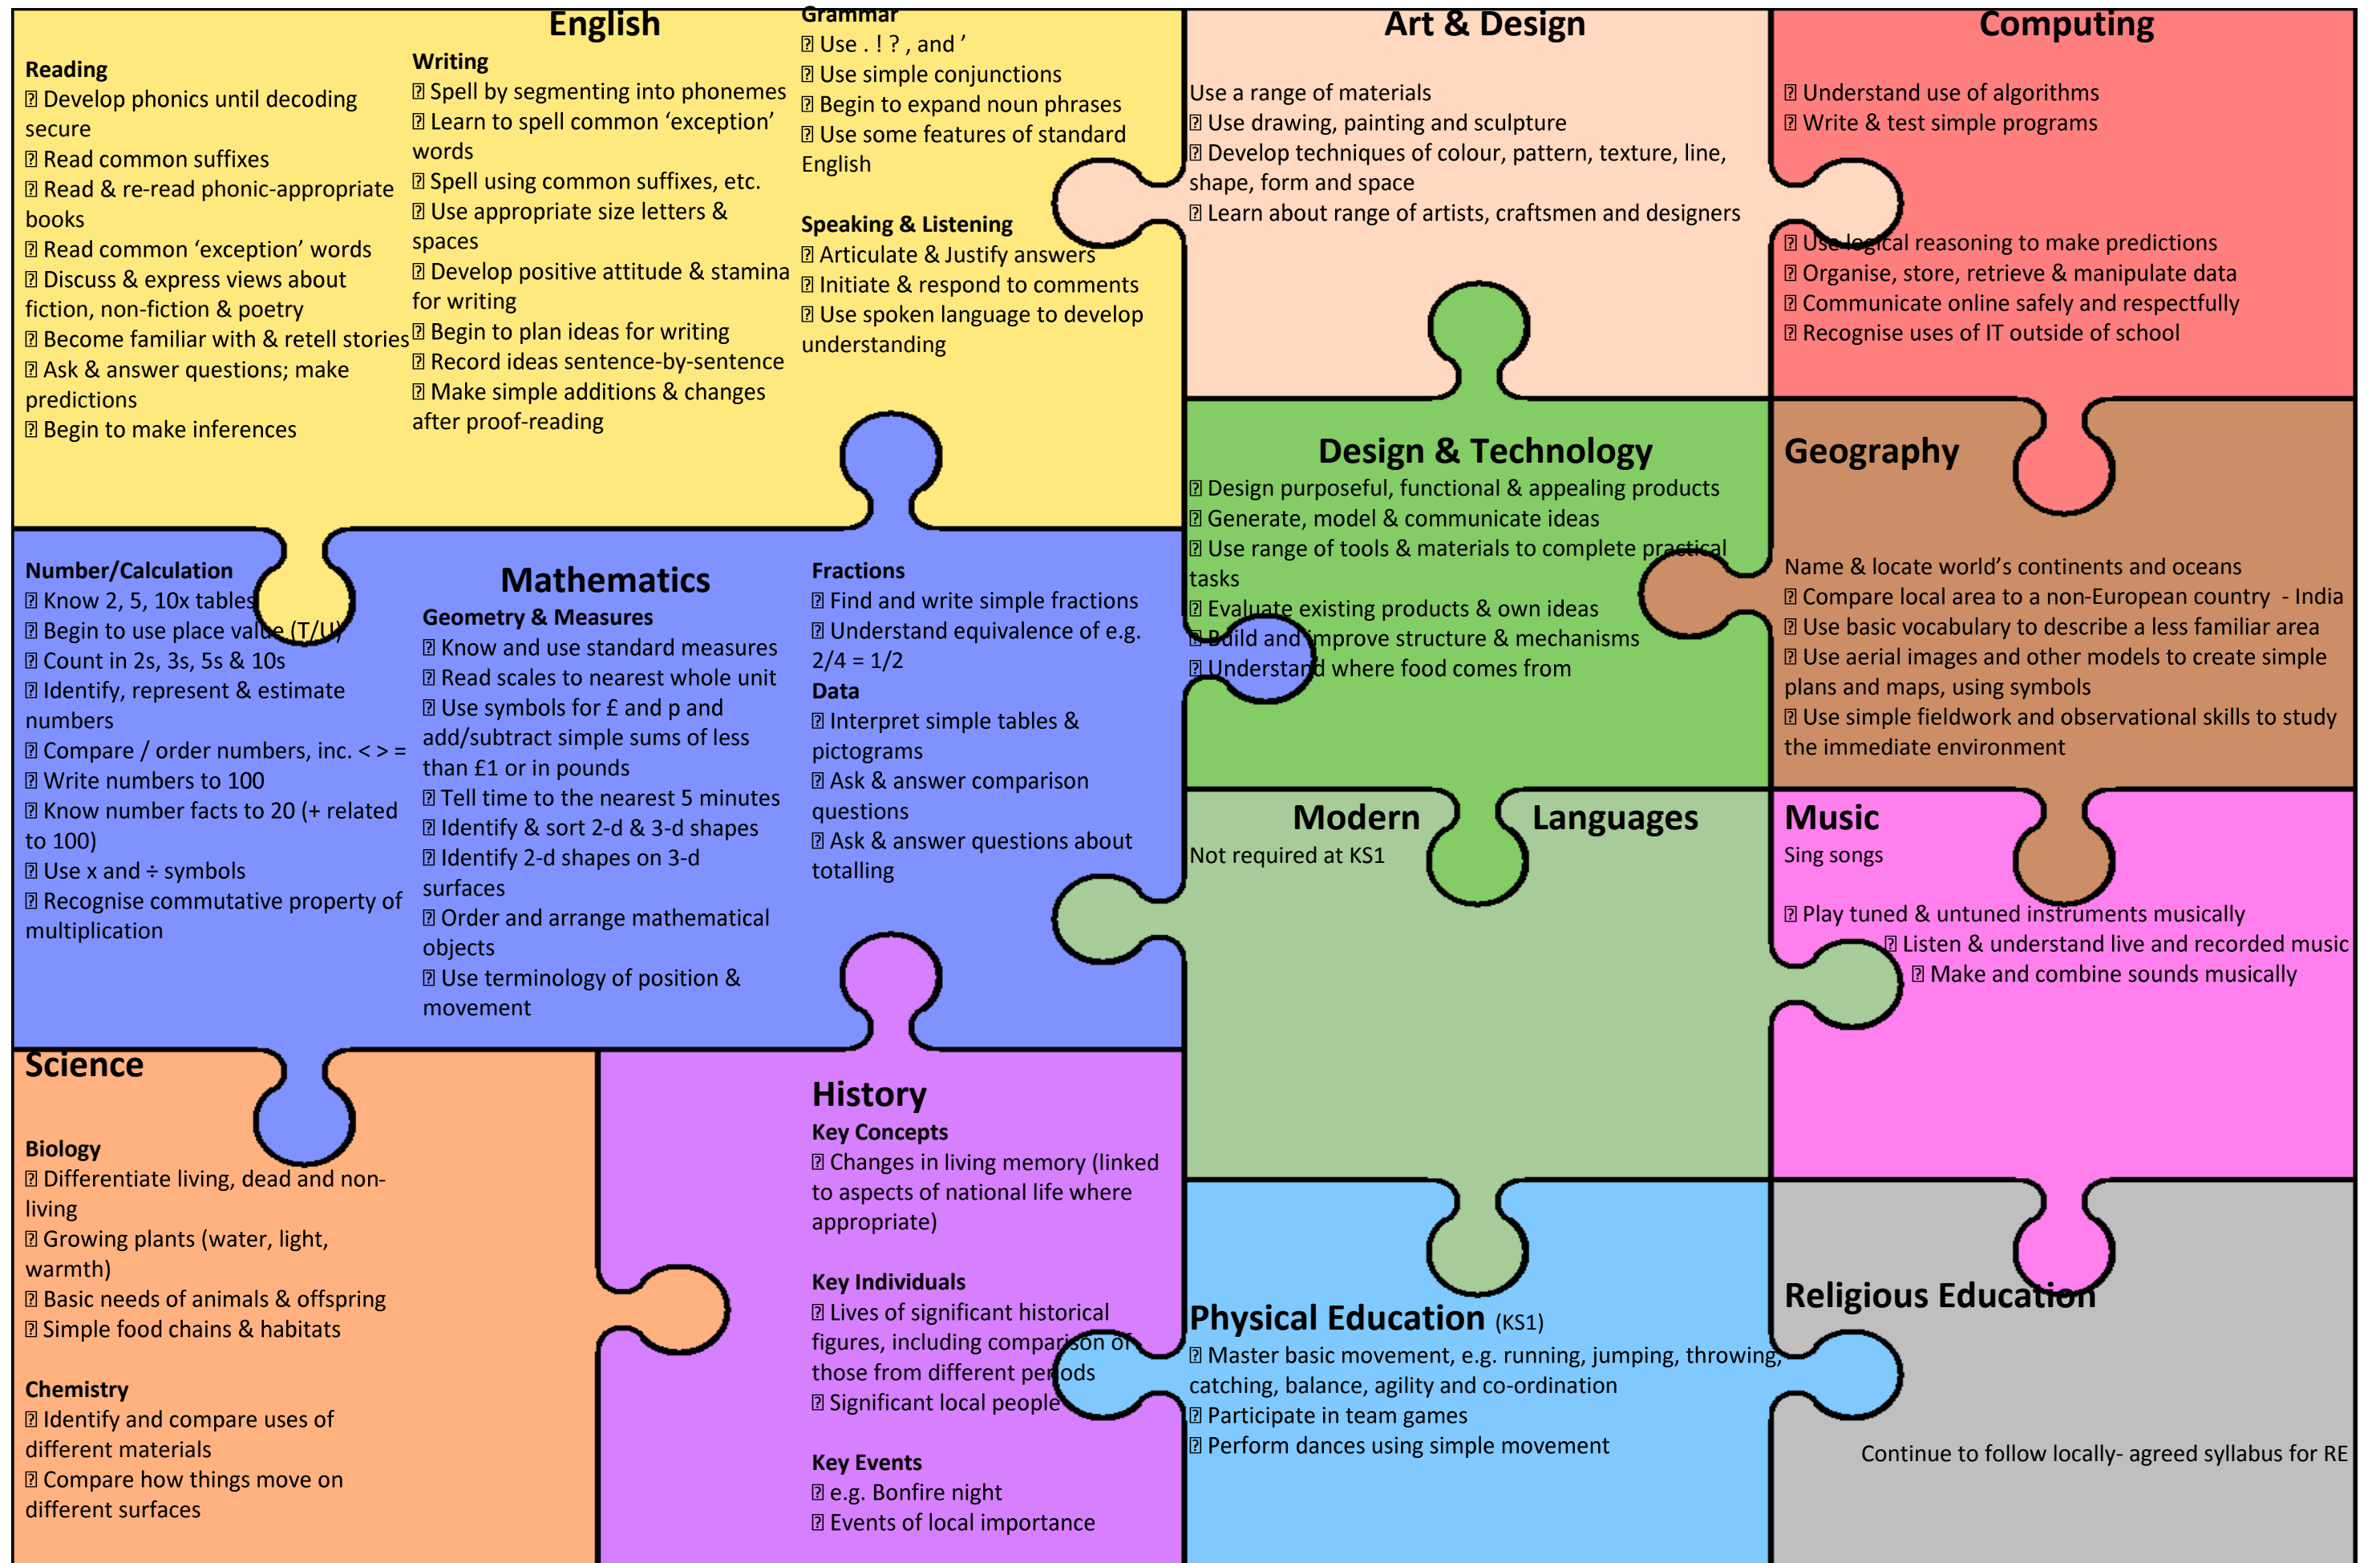 English
Reading
⍰ Develop phonics until decoding
secure
⍰ Read common suffixes
⍰ Read & re-read phonic-appropriate
books
⍰ Read common ‘exception’ words
⍰ Discuss & express views about
fiction, non-fiction & poetry
⍰ Become familiar with & retell stories
⍰ Ask & answer questions; make
predictions
⍰ Begin to make inferences
Writing
⍰ Spell by segmenting into phonemes
⍰ Learn to spell common ‘exception’
words
⍰ Spell using common suffixes, etc.
⍰ Use appropriate size letters &
spaces
⍰ Develop positive attitude & stamina
for writing
⍰ Begin to plan ideas for writing
⍰ Record ideas sentence-by-sentence
⍰ Make simple additions & changes
after proof-reading
Grammar
⍰ Use . ! ? , and ’
⍰ Use simple conjunctions
⍰ Begin to expand noun phrases
⍰ Use some features of standard
English
Speaking & Listening
⍰ Articulate & Justify answers
⍰ Initiate & respond to comments
⍰ Use spoken language to develop
understanding
Art & Design
Use a range of materials
⍰ Use drawing, painting and sculpture
⍰ Develop techniques of colour, pattern, texture, line,
shape, form and space
⍰ Learn about range of artists, craftsmen and designers
Computing
⍰ Understand use of algorithms
⍰ Write & test simple programs
⍰ Use logical reasoning to make predictions
⍰ Organise, store, retrieve & manipulate data
⍰ Communicate online safely and respectfully
⍰ Recognise uses of IT outside of school
Design & Technology
⍰ Design purposeful, functional & appealing products
⍰ Generate, model & communicate ideas
⍰ Use range of tools & materials to complete practical
tasks
⍰ Evaluate existing products & own ideas
⍰ Build and improve structure & mechanisms
⍰ Understand where food comes from
Geography
Name & locate world’s continents and oceans
⍰ Compare local area to a non-European country - India
⍰ Use basic vocabulary to describe a less familiar area
⍰ Use aerial images and other models to create simple
plans and maps, using symbols
⍰ Use simple fieldwork and observational skills to study
the immediate environment
Number/Calculation
⍰ Know 2, 5, 10x tables
⍰ Begin to use place value (T/U)
⍰ Count in 2s, 3s, 5s & 10s
⍰ Identify, represent & estimate
numbers
⍰ Compare / order numbers, inc. < > =
⍰ Write numbers to 100
⍰ Know number facts to 20 (+ related
to 100)
⍰ Use x and ÷ symbols
⍰ Recognise commutative property of
multiplication
Mathematics
Geometry & Measures
⍰ Know and use standard measures
⍰ Read scales to nearest whole unit
⍰ Use symbols for £ and p and
add/subtract simple sums of less
than £1 or in pounds
⍰ Tell time to the nearest 5 minutes
⍰ Identify & sort 2-d & 3-d shapes
⍰ Identify 2-d shapes on 3-d
surfaces
⍰ Order and arrange mathematical
objects
⍰ Use terminology of position &
movement
Fractions
⍰ Find and write simple fractions
⍰ Understand equivalence of e.g.
2/4 = 1/2
Data
⍰ Interpret simple tables &
pictograms
⍰ Ask & answer comparison
questions
⍰ Ask & answer questions about
totalling
Modern Languages
Not required at KS1
Music
Sing songs
⍰ Play tuned & untuned instruments musically
⍰ Listen & understand live and recorded music
⍰ Make and combine sounds musically
Science
Biology
⍰ Differentiate living, dead and non-
living
⍰ Growing plants (water, light,
warmth)
⍰ Basic needs of animals & offspring
⍰ Simple food chains & habitats
Chemistry
⍰ Identify and compare uses of
different materials
⍰ Compare how things move on
different surfaces
History
Key Concepts
⍰ Changes in living memory (linked
to aspects of national life where
appropriate)
Key Individuals
⍰ Lives of significant historical
figures, including comparison of
those from different periods
⍰ Significant local people
Key Events
⍰ e.g. Bonfire night
⍰ Events of local importance
Physical Education (KS1)
⍰ Master basic movement, e.g. running, jumping, throwing,
catching, balance, agility and co-ordination
⍰ Participate in team games
⍰ Perform dances using simple movement
Religious Education
Continue to follow locally- agreed syllabus for RE